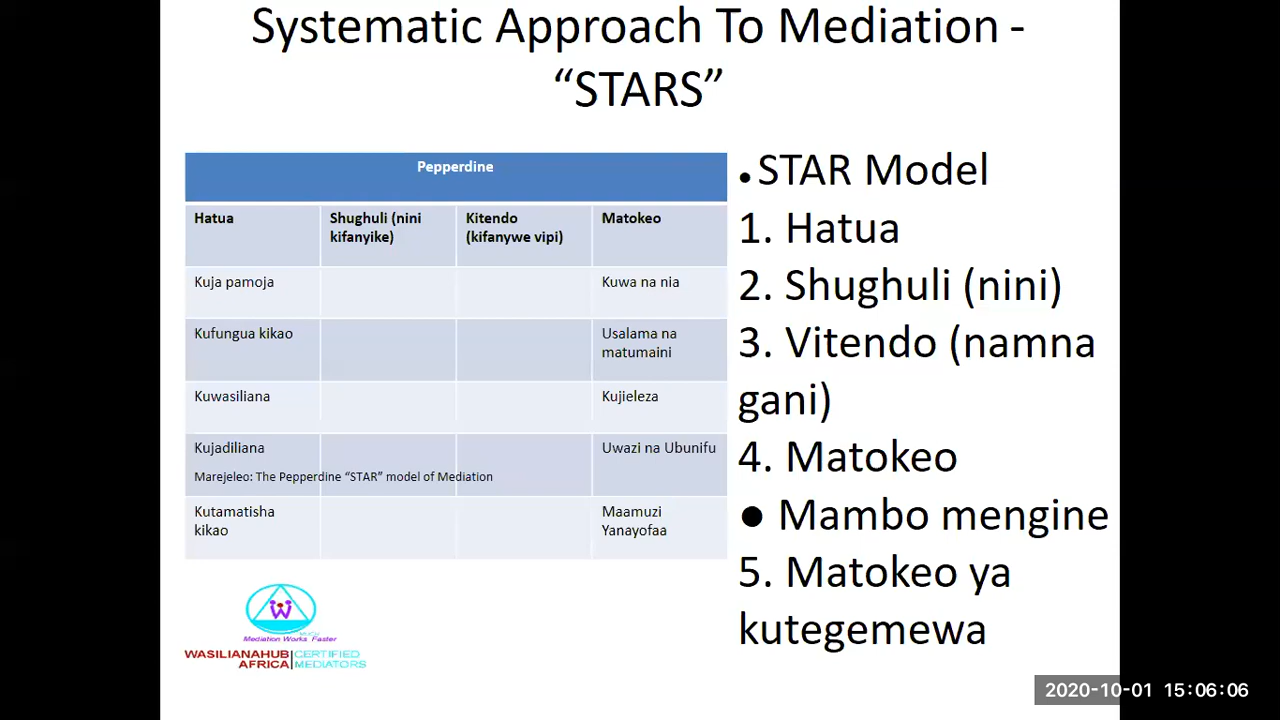 Systematic Approach To Mediation -
“STARS”
Pepperdine
Hatua
Shughuli (nini
kifanyike)
Kitendo
(kifanywe vipi)
Matokeo
Kuja pamoja
Kuwa na nia
Kufungua kikao
Usalama na
matumaini
Kuwasiliana
Kujieleza
Kujadiliana
Uwazi na Ubunifu
Marejeleo: The Pepperdine “STAR” model of Mediation
Kutamatisha
kikao
Maamuzi
Yanayofaa
• STAR Model
1. Hatua
2. Shughuli (nini)
3. Vitendo (namna
gani)
4. Matokeo
● Mambo mengine
5. Matokeo ya
kutegemewa
W
Mediation Works Faster
WASILIANAHUB|CERTIFIED
AFRICA|MEDIATORS
2020-10-01 15:06:06